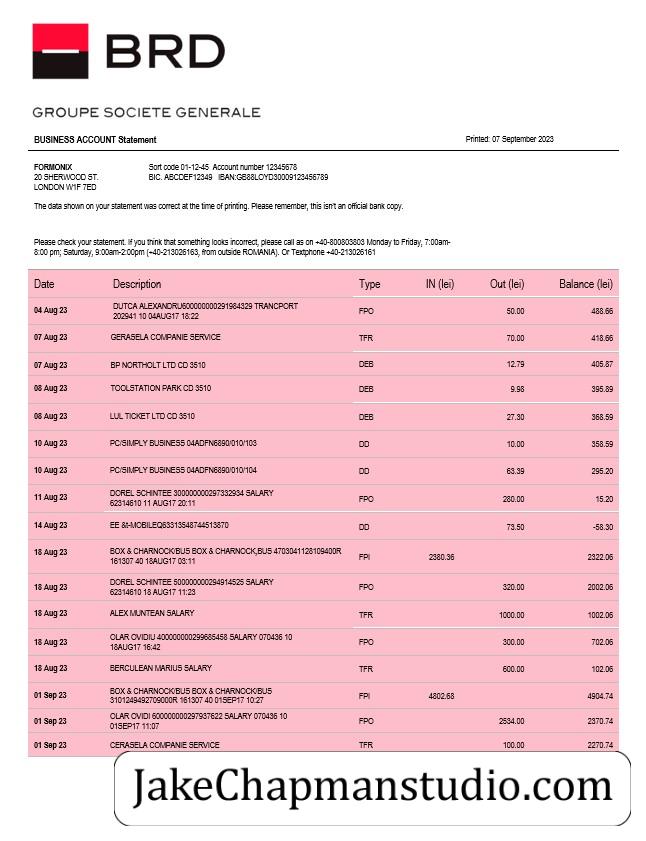 BRD
GROUPE SOCIETE GENERALE
BUSINESS ACCOUNT Statement Printed: 07 September 2023
FORMONIX Sort code 01-12-45 Account number 12345678
20 SHERWOOD ST. BIC. ABCDEF12349 IBAN:GB88LOYD30009123456789
LONDON W1F 7ED
The data shown on your statement was correct at the time of printing. Please remember, this isn't an official bank copy.
Please check your statement. If you think that something looks incorrect, please call as on +40-800803803 Monday to Friday, 7:00am-
8:00 pm; Saturday, 9:00am-2:00pm (+40-213026163, from outside ROMANIA). Or Textphone +40-213026161
Date Description Type IN (lei) Out (lei) Balance (lei)
04 Aug 23 DUTCA ALEXANDRU600000000291984329 TRANCPORT FPO 50.00 488.66
202941 10 04AUG17 18:22
07 Aug 23 GERASELA COMPANIE SERVICE TFR 70.00 418.66
07 Aug 23 BP NORTHOLT LTD CD 3510 DEB 12.79 405.87
08 Aug 23 TOOLSTATION PARK CD 3510 DEB 9.98 395.89
08 Aug 23 LUL TICKET LTD CD 3510 DEB 27.30 368.59
10 Aug 23 PC/SIMPLY BUSINESS 04ADFN6890/010/103 DD 10.00 358.59
10 Aug 23 PC/SIMPLY BUSINESS 04ADFN6890/010/104 DD 63.39 295.20
11 Aug 23 DOREL SCHINTEE 300000000297332934 SALARY FPO 280.00 15.20
62314610 11 AUG17 20:11
14 Aug 23 EE &t-MOBILEQ63313548744513870 DD 73.50 -58.30
18 Aug 23 BOX & CHARNOCK/BUS BOX & CHARNOCK,BUS 4703041128109400R FPI 2380.36 2322.06
161307 40 18AUG17 03:11
18 Aug 23 DOREL SCHINTEE 500000000294914525 SALARY FPO 320.00 2002.06
62314610 18 AUG17 11:23
18 Aug 23 ALEX MUNTEAN SALARY TFR 1000.00 1002.06
18 Aug 23 OLAR OVIDIU 400000000299685458 SALARY 070436 10 FPO 300.00 702.06
18AUG17 16:42
18 Aug 23 BERCULEAN MARIUS SALARY TFR 600.00 102.06
01 Sep 23 BOX & CHARNOCK/BUS BOX & CHARNOCK/BUS FPI 4802.68 4904.74
3101249492709000R 161307 40 01SEP17 10:27
01 Sep 23 OLAR OVIDI 600000000297937622 SALARY 070436 10 FPO 2534.00 2370.74
01SEP17 11:07
01 Sep 23 CERASELA COMPANIE SERVICE TFR 100.00 2270.74
JakeChapmanstudio.com